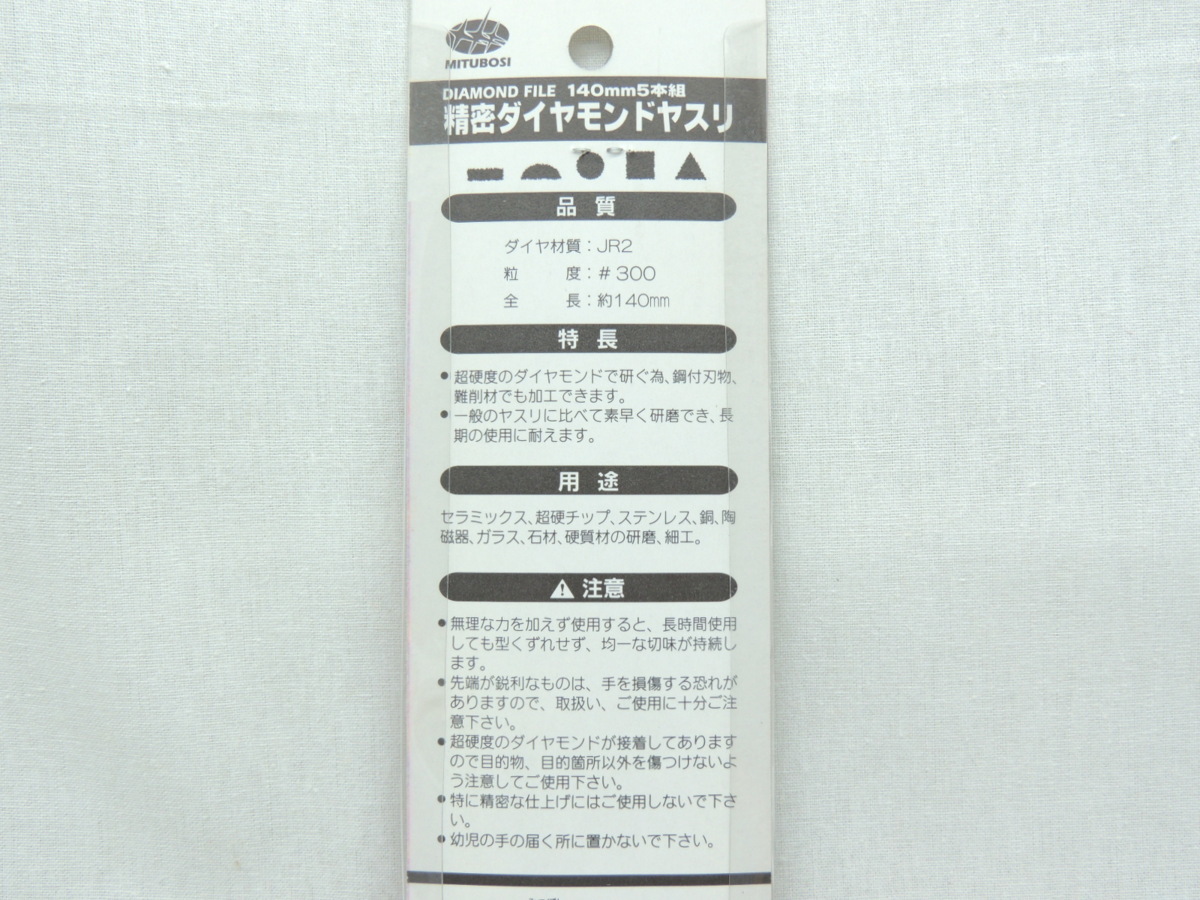 MITUBOSI
DIAMOND FILE 140mm5本組
精密ダイヤモンドヤスリ
品 質
ダイヤ材質：JR2
粒　　度：＃300
全　　長：約140mm
特 長
●超硬度のダイヤモンドで研ぐ為、鋼付刃物、
難削材でも加工できます。
●一般のヤスリに比べて素早く研磨でき、長
期の使用に耐えます。
用 途
セラミックス、超硬チップ、ステンレス、銅、陶
磁器、ガラス、石材、硬質材の研磨、細工。
⚠注意
●無理な力を加えず使用すると、長時間使用
しても型くずれせず、均一な切味が持続し
ます。
●先端が鋭利なものは、手を損傷する恐れが
ありますので、取扱い、ご使用に十分ご注
意下さい。
●超硬度のダイヤモンドが接着してあります
ので目的物、目的箇所以外を傷つけないよ
う注意してご使用下さい。
●特に精密な仕上げにはご使用しないで下さ
い。
●幼児の手の届く所に置かないで下さい。